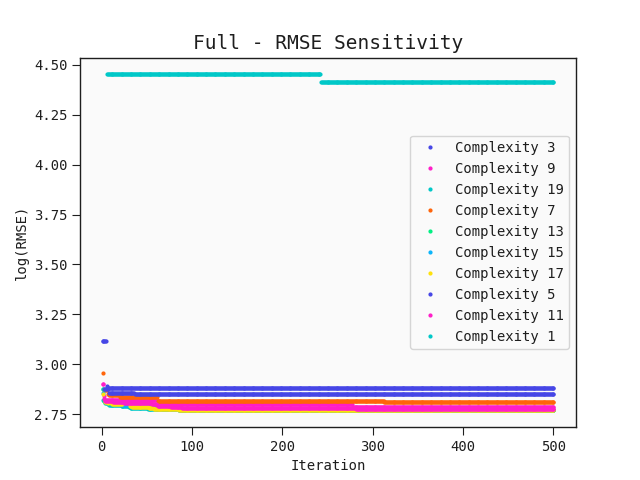 Full - RMSE Sensitivity
log(RMSE)
4.50
4.25
4.00
3.75
3.50
3.25
3.00
2.75
Complexity 3
Complexity 9
Complexity 19
Complexity 7
Complexity 13
Complexity 15
Complexity 17
Complexity 5
Complexity 11
Complexity 1
0 100 200 300 400 500
Iteration